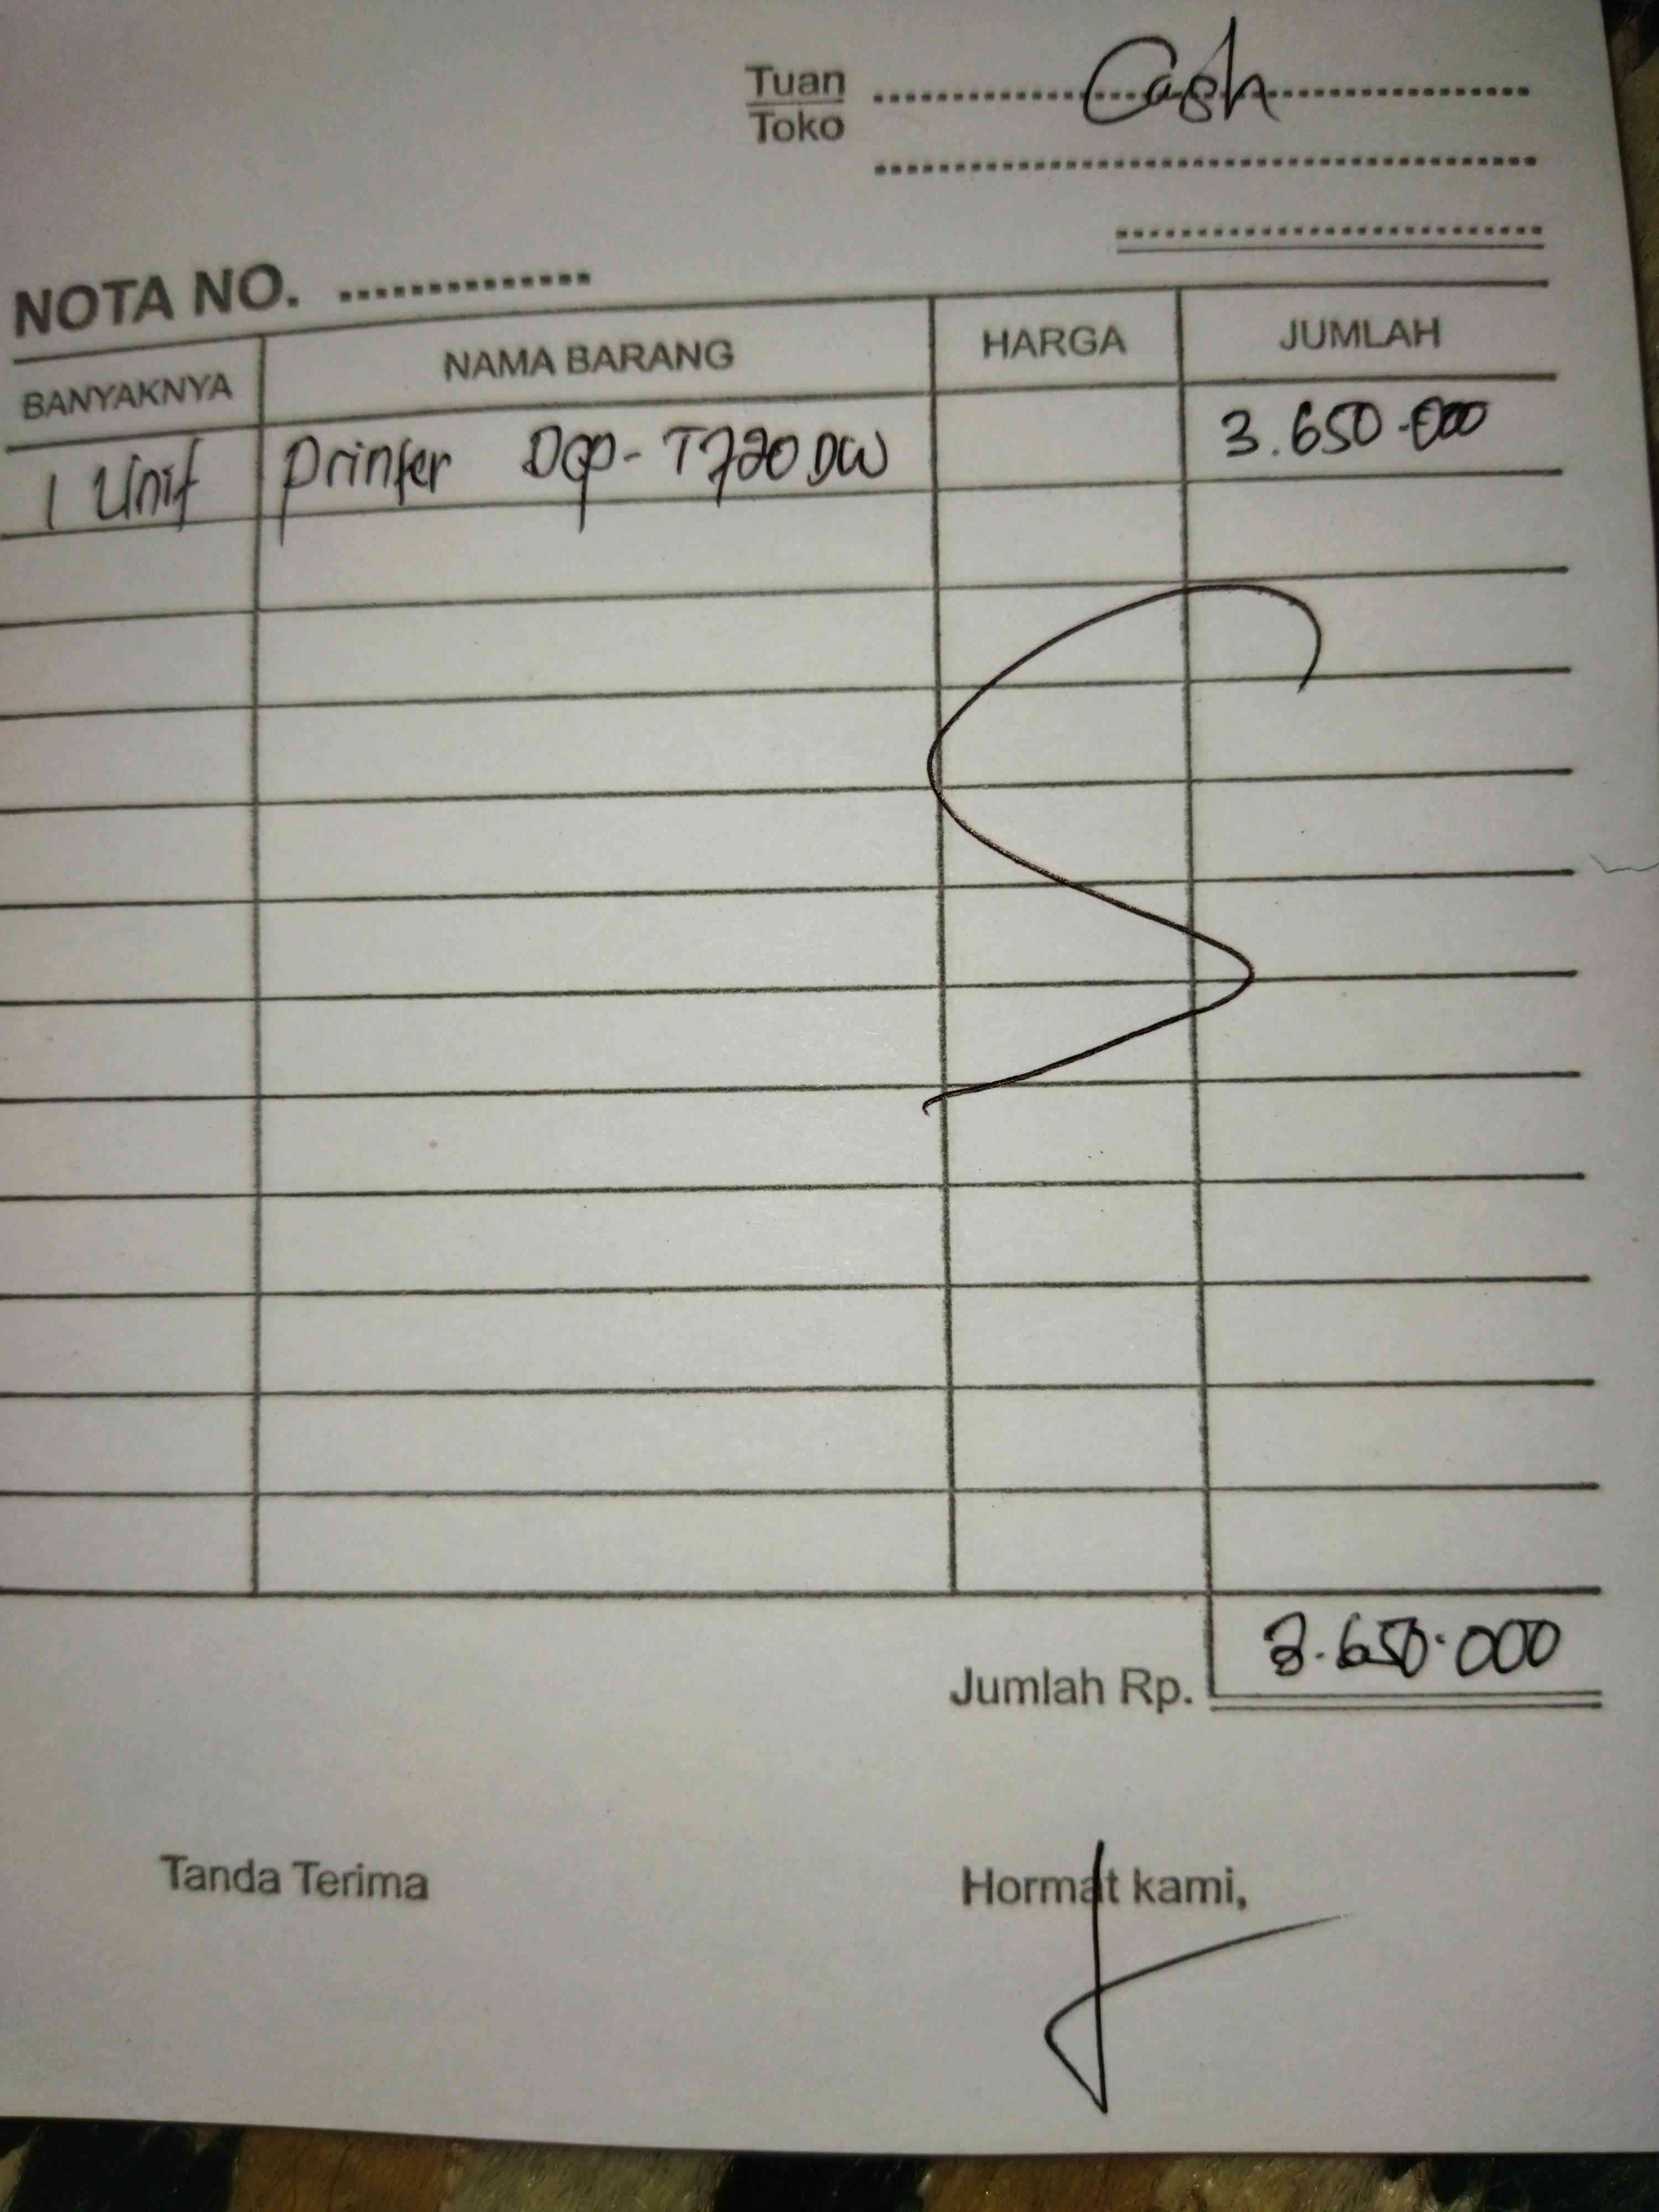 Tuan Cash
Toko
NOTA NO.
BANYAKNYA NAMA BARANG HARGA JUMLAH
1 Unit Printer Dcp-T720DW 3.650.000
Jumlah Rp. 3.650.000
Tanda Terima Hormat kami,